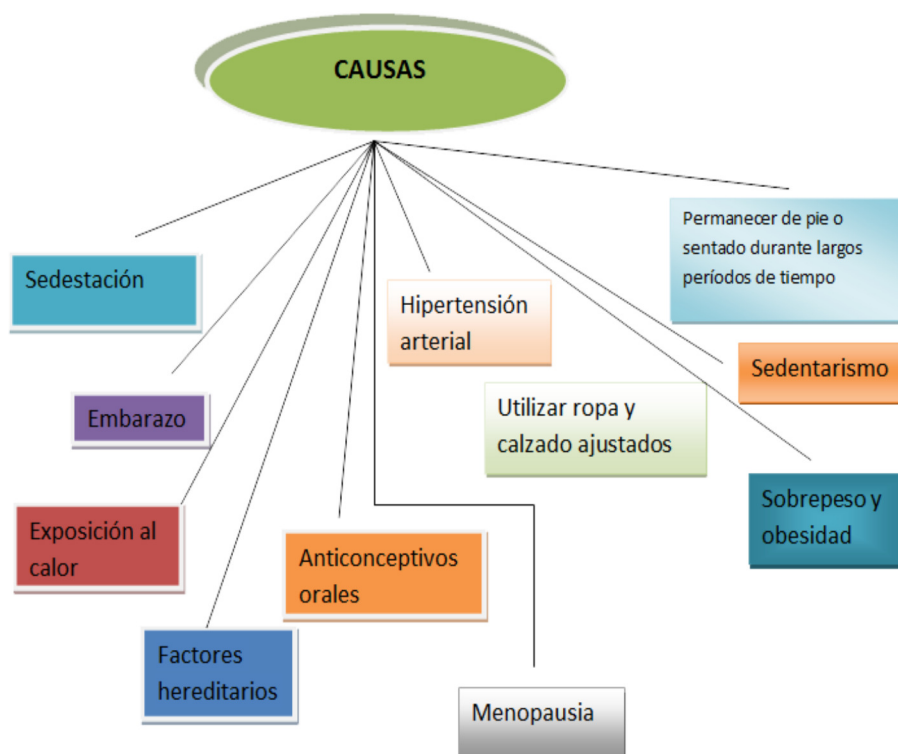 CAUSAS
Permanecer de pie o
sentado durante largos
períodos de tiempo
Sedestación
Hipertensión
arterial
Sedentarismo
Embarazo
Utilizar ropa y
calzado ajustados
Sobrepeso y
obesidad
Exposición al
calor
Anticonceptivos
orales
Factores
hereditarios
Menopausia